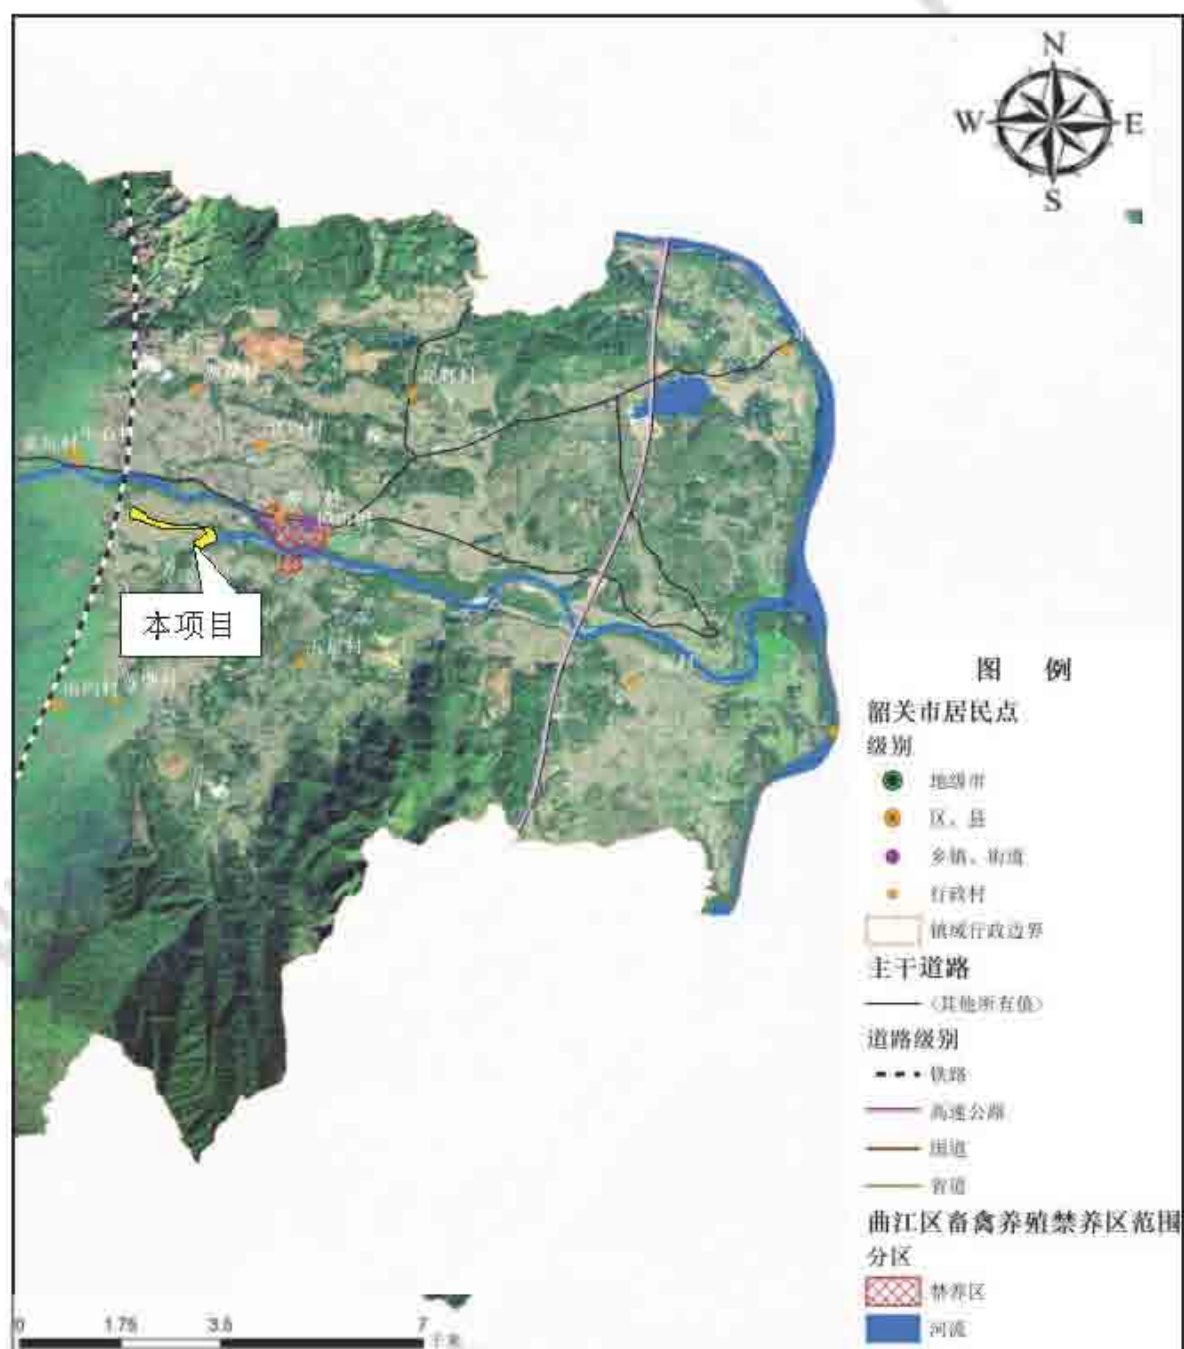 N
W
E
S
本项目
图 例
韶关市居民点
级别
地级市
区、县
乡镇、街道
行政村
镇域行政边界
主干道路
<其他所有值>
道路级别
铁路
高速公路
国道
省道
曲江区畜禽养殖禁养区范围
分区
禁养区
河流
0 1.75 3.5 7
千米